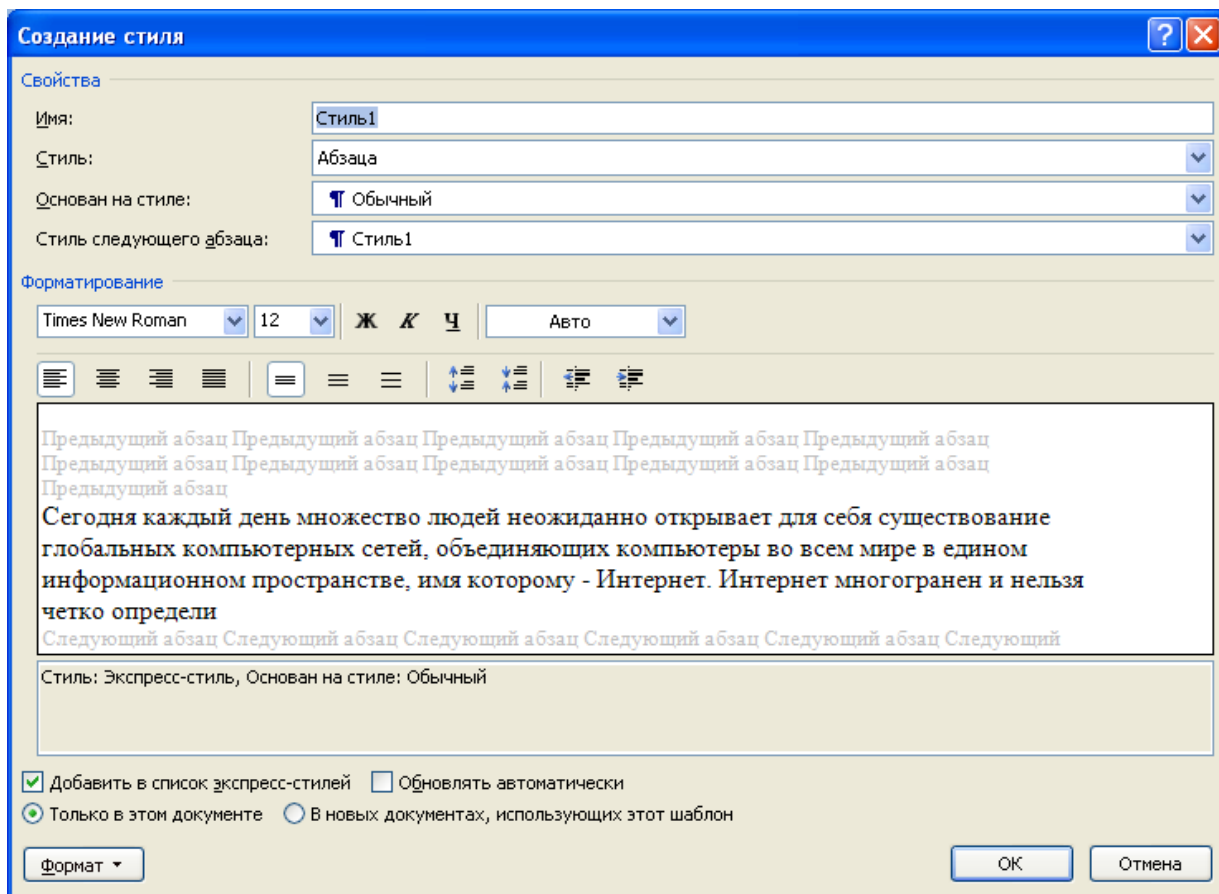 Создание стиля
Свойства
Имя: Стиль1
Стиль: Абзаца
Основан на стиле: ¶ Обычный
Стиль следующего абзаца: ¶ Стиль1
Форматирование
Times New Roman 12 Ж К Ч Авто
Предыдущий абзац Предыдущий абзац Предыдущий абзац Предыдущий абзац Предыдущий абзац
Предыдущий абзац Предыдущий абзац Предыдущий абзац Предыдущий абзац Предыдущий абзац
Предыдущий абзац
Сегодня каждый день множество людей неожиданно открывает для себя существование
глобальных компьютерных сетей, объединяющих компьютеры во всем мире в едином
информационном пространстве, имя которому - Интернет. Интернет многогранен и нельзя
четко определи
Следующий абзац Следующий абзац Следующий абзац Следующий абзац Следующий абзац Следующий
Стиль: Экспресс-стиль, Основан на стиле: Обычный
Добавить в список экспресс-стилей Обновлять автоматически
Только в этом документе В новых документах, использующих этот шаблон
Формат ОК Отмена